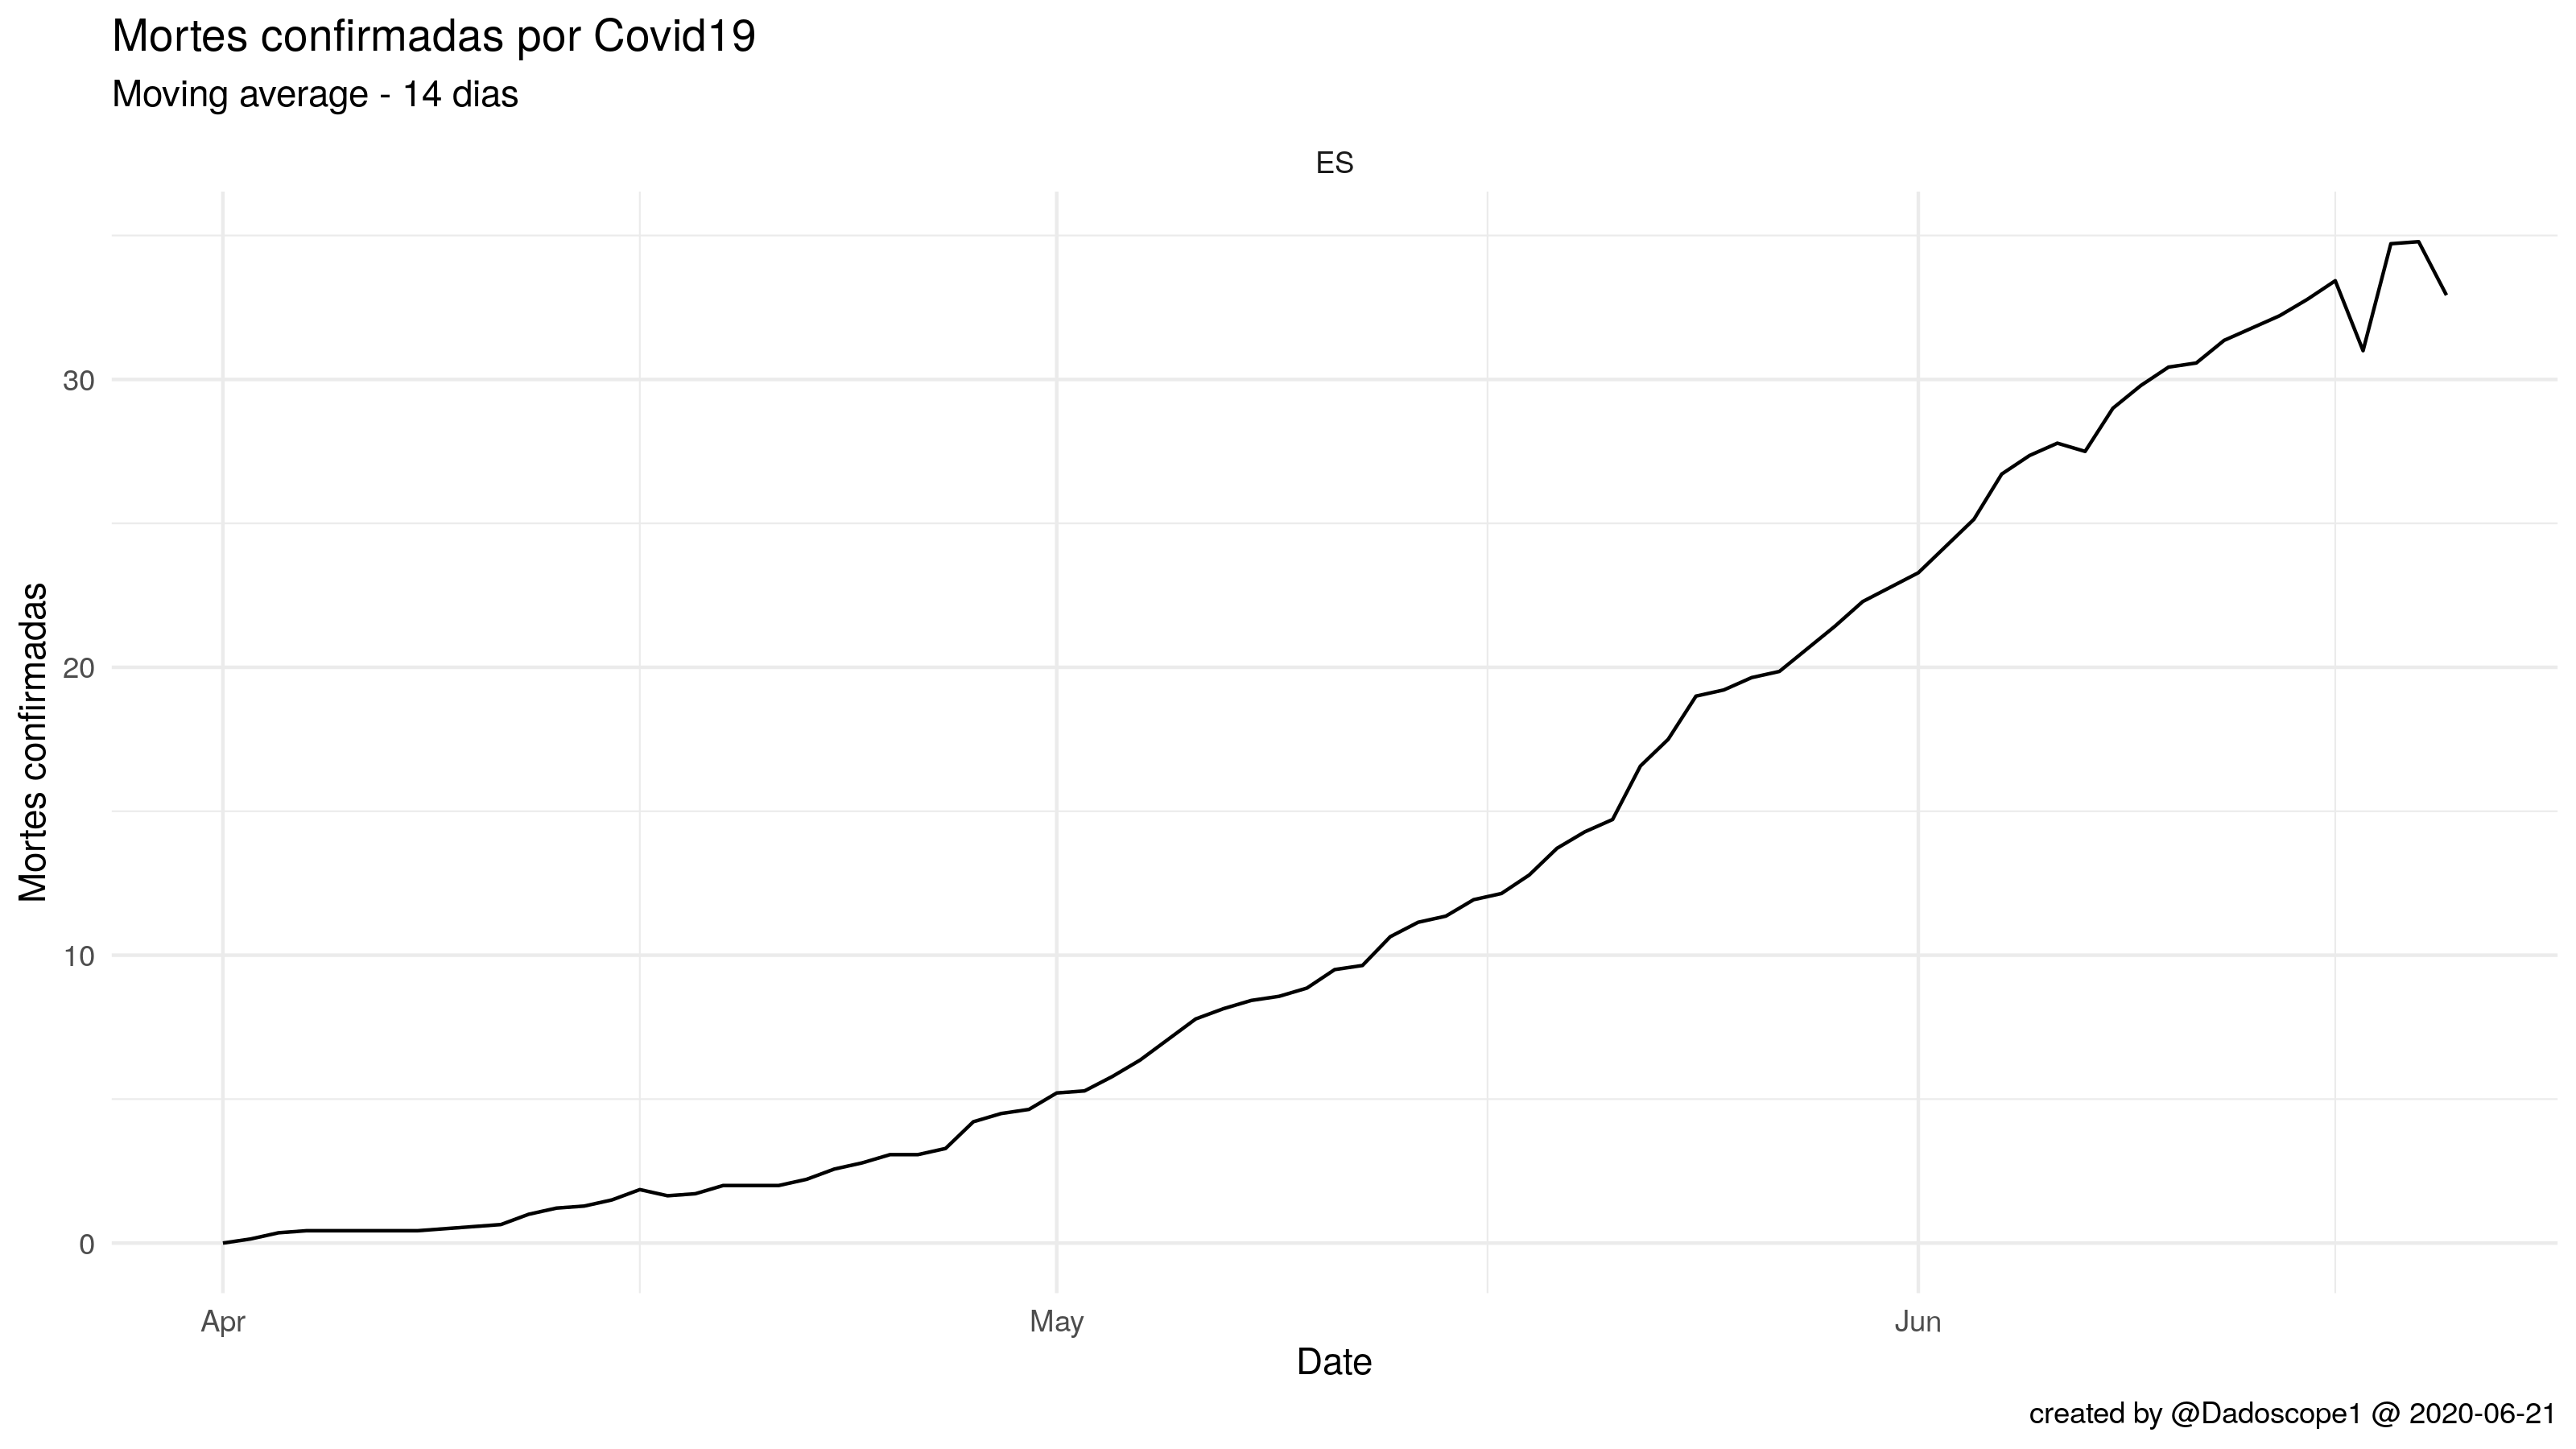 Mortes confirmadas por Covid19
Moving average - 14 dias
ES
Mortes confirmadas
30
20
10
0
Apr
May
Jun
Date
created by @Dadoscope1 @ 2020-06-21